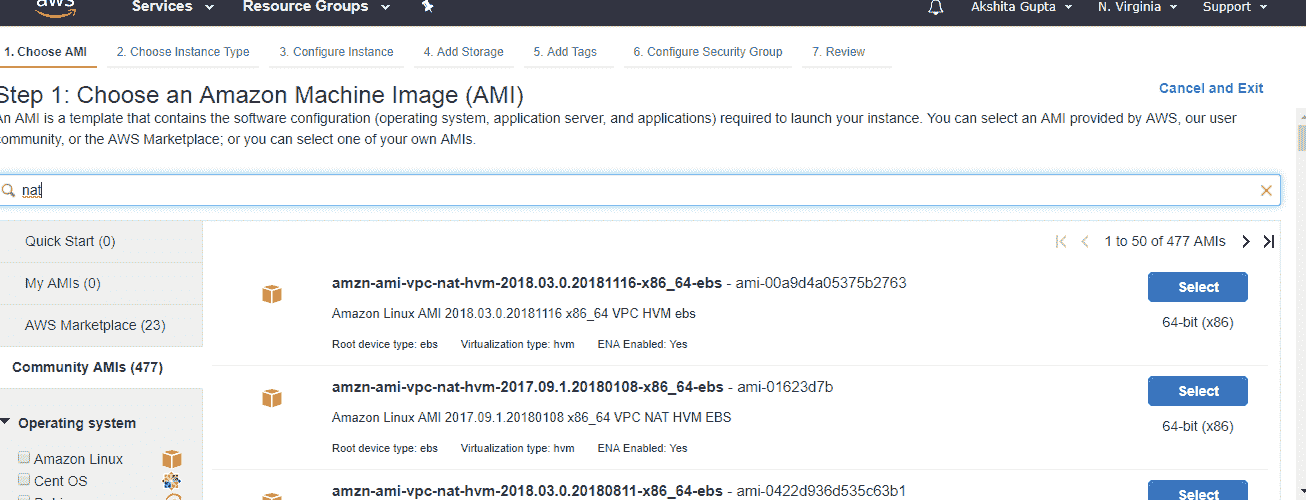 aws Services Resource Groups Akshita Gupta N. Virginia Support
1. Choose AMI 2. Choose Instance Type 3. Configure Instance 4. Add Storage 5. Add Tags 6. Configure Security Group 7. Review
Step 1: Choose an Amazon Machine Image (AMI) Cancel and Exit
An AMI is a template that contains the software configuration (operating system, application server, and applications) required to launch your instance. You can select an AMI provided by AWS, our user
community, or the AWS Marketplace; or you can select one of your own AMIs.
nat
Quick Start (0)
My AMIs (0)
AWS Marketplace (23)
Community AMIs (477)
Operating system
Amazon Linux
Cent OS
1 to 50 of 477 AMIs
amzn-ami-vpc-nat-hvm-2018.03.0.20181116-x86_64-ebs - ami-00a9d4a05375b2763
Amazon Linux AMI 2018.03.0.20181116 x86_64 VPC HVM ebs
Root device type: ebs Virtualization type: hvm ENA Enabled: Yes
Select
64-bit (x86)
amzn-ami-vpc-nat-hvm-2017.09.1.20180108-x86_64-ebs - ami-01623d7b
Amazon Linux AMI 2017.09.1.20180108 x86_64 VPC NAT HVM EBS
Root device type: ebs Virtualization type: hvm ENA Enabled: Yes
Select
64-bit (x86)
amzn-ami-vpc-nat-hvm-2018.03.0.20180811-x86_64-ebs - ami-0422d936d535c63b1
Select